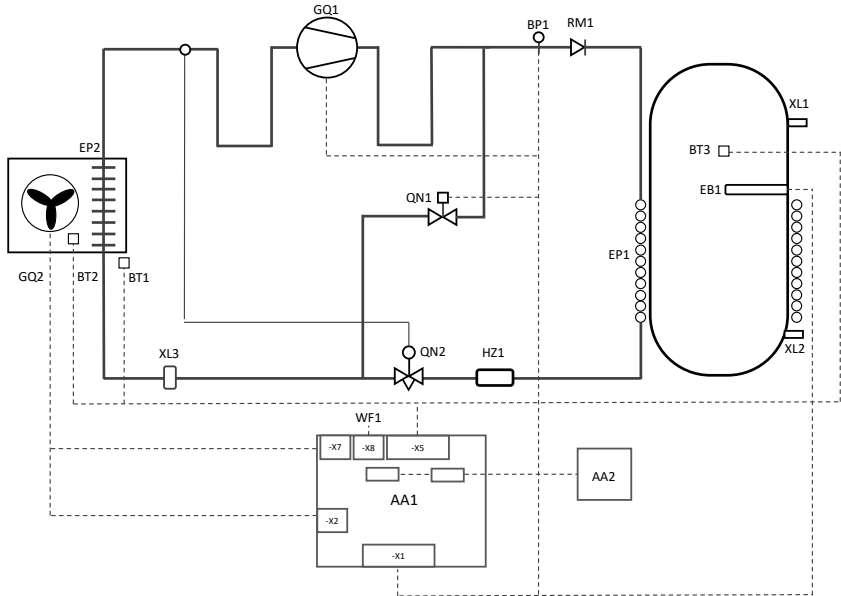 GQ1
BP1
RM1
XL1
EP2
BT3
EB1
QN1
EP1
GQ2
BT2
BT1
XL3
QN2
HZ1
XL2
WF1
-X7
-X8
-X5
AA1
AA2
-X2
-X1